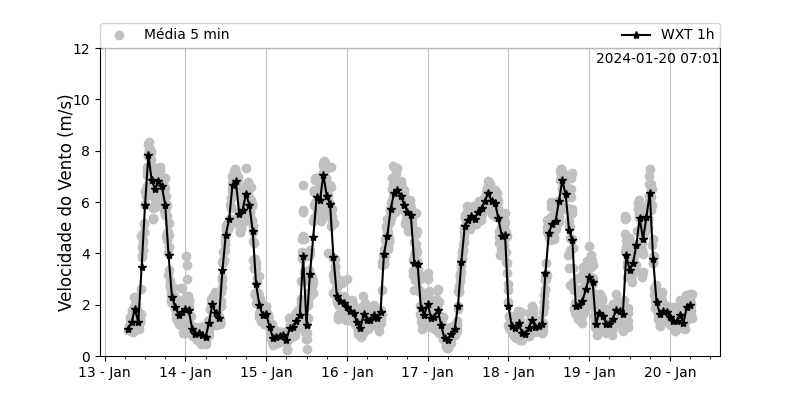 Média 5 min
WXT 1h
2024-01-20 07:01
Velocidade do Vento (m/s)
12
10
8
6
4
2
0
13 - Jan
14 - Jan
15 - Jan
16 - Jan
17 - Jan
18 - Jan
19 - Jan
20 - Jan